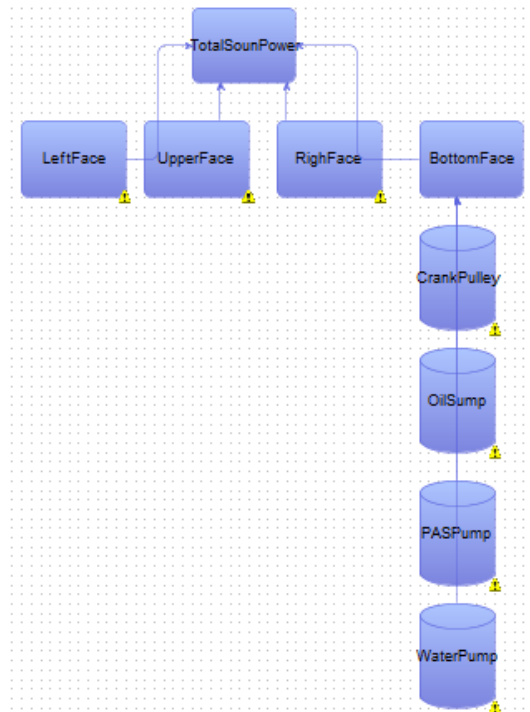 TotalSounPower
LeftFace
UpperFace
RighFace
BottomFace
CrankPulley
OilSump
PASPump
WaterPump